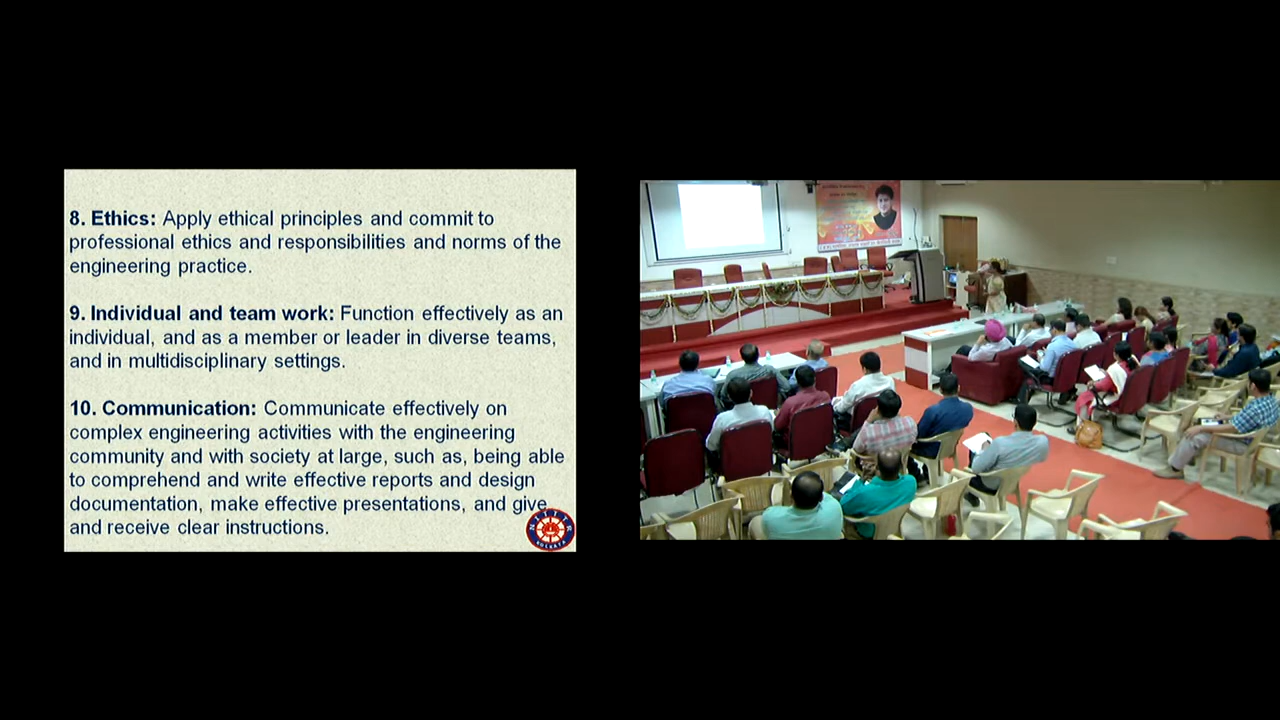 8. Ethics: Apply ethical principles and commit to
professional ethics and responsibilities and norms of the
engineering practice.
9. Individual and team work: Function effectively as an
individual, and as a member or leader in diverse teams,
and in multidisciplinary settings.
10. Communication: Communicate effectively on
complex engineering activities with the engineering
community and with society at large, such as, being able
to comprehend and write effective reports and design
documentation, make effective presentations, and give
and receive clear instructions.
KOLKATA